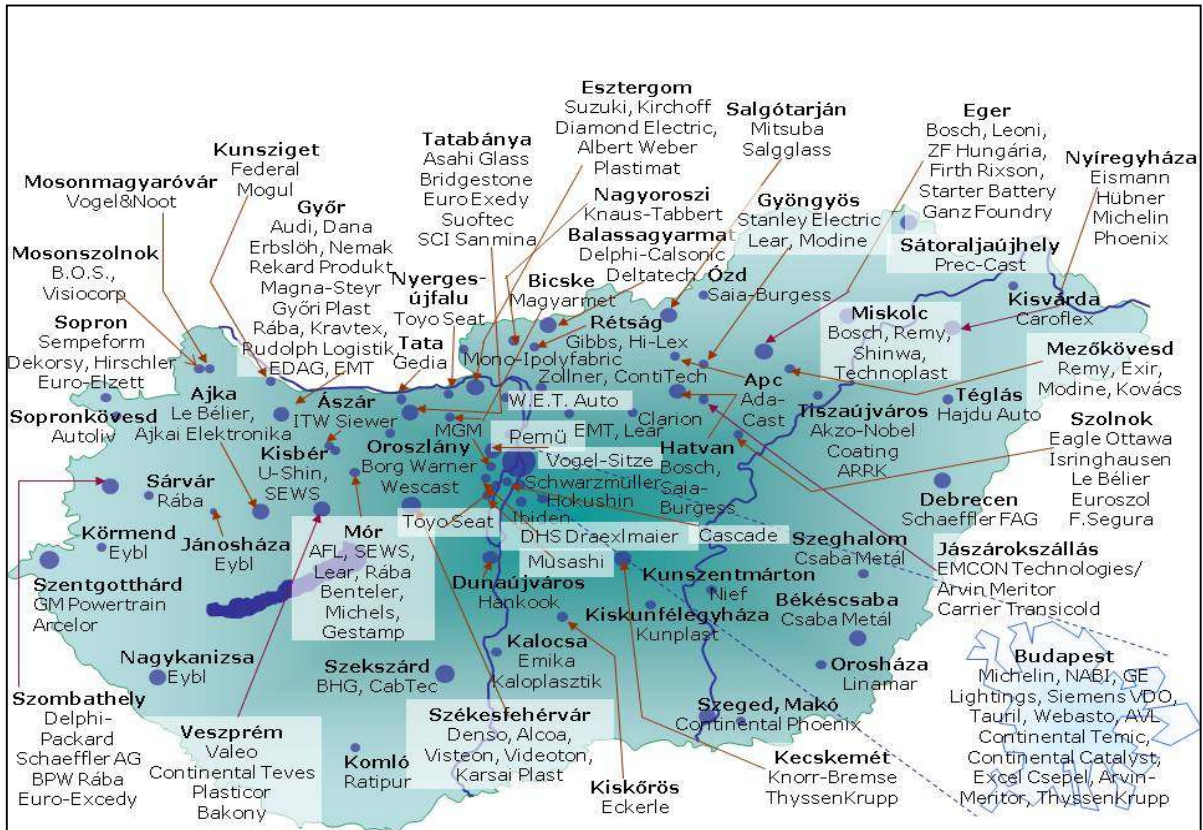 Esztergom
Suzuki, Kirchoff
Diamond Electric,
Albert Weber
Plastimat
Salgótarján
Mitsuba
Salgglass
Eger
Bosch, Leoni,
ZF Hungária,
Firth Rixson,
Starter Battery
Ganz Foundry
Nyíregyháza
Eismann
Hübner
Michelin
Phoenix
Tatabánya
Asahi Glass
Bridgestone
Euro Exedy
Suoftec
SCI Sanmina
Kunsziget
Federal
Mogul
Mosonmagyaróvár
Vogel&Noot
Győr
Audi, Dana
Erbslöh, Nemak
Rekard Produkt
Magna-Steyr
Győri Plast
Rába, Kravtex,
Rudolph Logistik,
EDAG, EMT
Nagyoroszi
Knaus-Tabbert
Balassagyarmat
Delphi-Calsonic
Deltatech
Gyöngyös
Stanley Electric
Lear, Modine
Sátoraljaújhely
Prec-Cast
Mosonszolnok
B.O.S.,
Visiocorp
Nyerges-
újfalu
Toyo Seat
Bicske
Magyarmet
Ózd
Saia-Burgess
Kisvárda
Caroflex
Sopron
Sempeform
Dekorsy, Hirschler
Euro-Elzett
Tata
Gedia
Rétság
Gibbs, Hi-Lex
Mono-Ipolyfabric
Zollner, ContiTech
Miskolc
Bosch, Remy,
Shinwa,
Technoplast
Mezőkövesd
Remy, Exir,
Modine, Kovács
Ajka
Le Bélier,
Ajkai Elektronika
Ászár
ITW Siewer
W.E.T. Auto
Apc
Ada-
Cast
Tiszaújváros
Akzo-Nobel
Coating
ARRK
Téglás
Hajdu Auto
Sopronkövesd
Autoliv
MGM
EMT, Lear
Clarion
Szolnok
Eagle Ottawa
Isringhausen
Le Bélier
Euroszol
F.Segura
Kisbér
U-Shin,
SEWS
Oroszlány
Borg Warner
Wescast
Pemü
Vogel-Sitze
Schwarzmüller
Hokushin
Ibiden
Hatvan
Bosch,
Saia-
Burgess
Sárvár
Rába
Debrecen
Schaeffler FAG
Körmend
Eybl
Jánosháza
Eybl
Mór
AFL, SEWS,
Lear, Rába
Benteler,
Michels,
Gestamp
Toyo Seat
DHS Draexlmaier
Cascade
Musashi
Szeghalom
Csaba Metál
Jászárokszállás
EMCON Technologies/
Arvin Meritor
Carrier Transicold
Szentgotthárd
GM Powertrain
Arcelor
Dunaújváros
Hankook
Kunszentmárton
Nief
Kiskunfélegyháza
Kunplast
Békéscsaba
Csaba Metál
Nagykanizsa
Eybl
Szekszárd
BHG, CabTec
Kalocsa
Emika
Kaloplasztik
Orosháza
Linamar
Budapest
Michelin, NABI, GE
Lightings, Siemens VDO,
Tauril, Webasto, AVL
Continental Temic,
Continental Catalyst,
Excel Csepel, Arvin-
Meritor, ThyssenKrupp
Szombathely
Delphi-
Packard
Schaeffler AG
BPW Rába
Euro-Excedy
Veszprém
Valeo
Continental Teves
Plasticor
Bakony
Komló
Ratipur
Székesfehérvár
Denso, Alcoa,
Visteon, Videoton,
Karsai Plast
Szeged, Makó
Continental Phoenix
Kiskőrös
Eckerle
Kecskemét
Knorr-Bremse
ThyssenKrupp